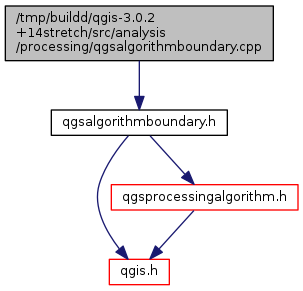 /tmp/buildd/qgis-3.0.2
+14stretch/src/analysis
/processing/qgsalgorithmboundary.cpp
qgsalgorithmboundary.h
qgsprocessingalgorithm.h
qgis.h